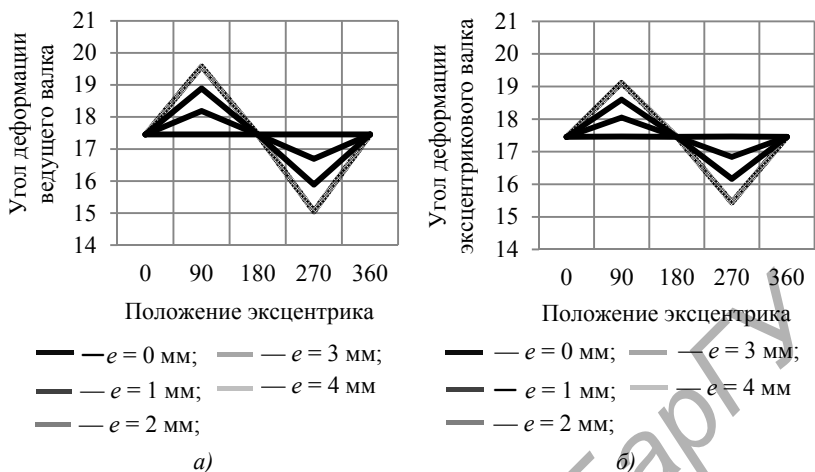 Угол деформации
ведущего валка
21
20
19
18
17
16
15
14
0 90 180 270 360
Положение эксцентрика
— e = 0 мм; — e = 3 мм;
— e = 1 мм; — e = 4 мм
— e = 2 мм;
а)
Угол деформации
эксцентрикового валка
21
20
19
18
17
16
15
14
0 90 180 270 360
Положение эксцентрика
— e = 0 мм; — e = 3 мм;
— e = 1 мм; — e = 4 мм
— e = 2 мм;
б)
БарГУ